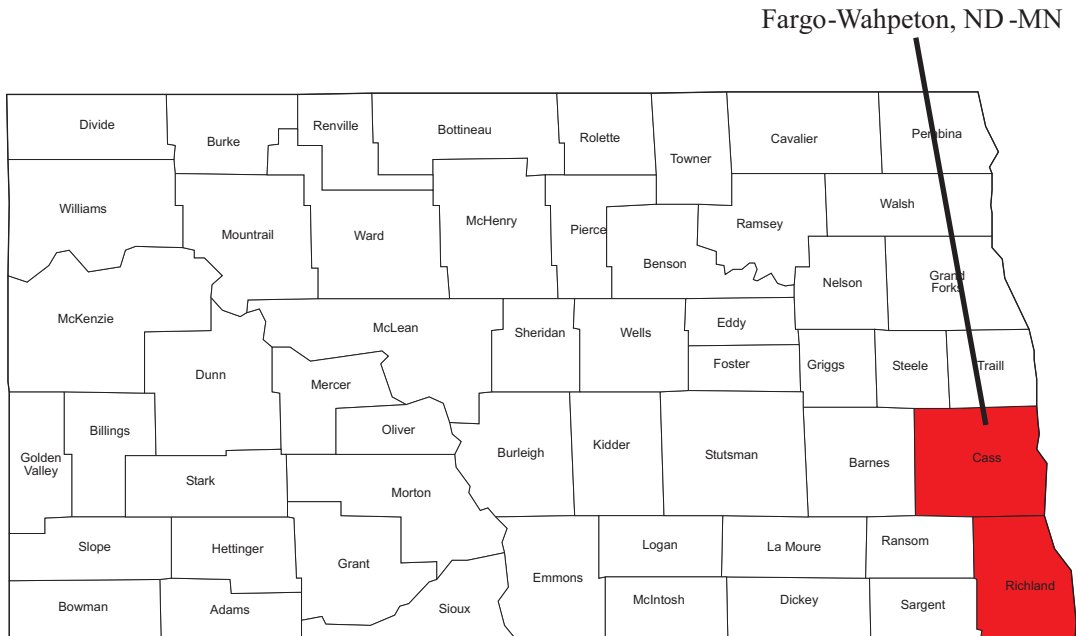 Fargo-Wahpeton, ND -MN
Divide
Burke
Renville
Bottineau
Rolette
Towner
Cavalier
Pembina
Williams
Mountrail
Ward
McHenry
Pierce
Benson
Ramsey
Walsh
Nelson
Grand
Forks
McKenzie
McLean
Sheridan
Wells
Eddy
Foster
Griggs
Steele
Traill
Dunn
Mercer
Oliver
Golden
Valley
Billings
Stark
Morton
Burleigh
Kidder
Stutsman
Barnes
Cass
Slope
Hettinger
Grant
Emmons
Logan
La Moure
Ransom
Richland
Bowman
Adams
Sioux
McIntosh
Dickey
Sargent